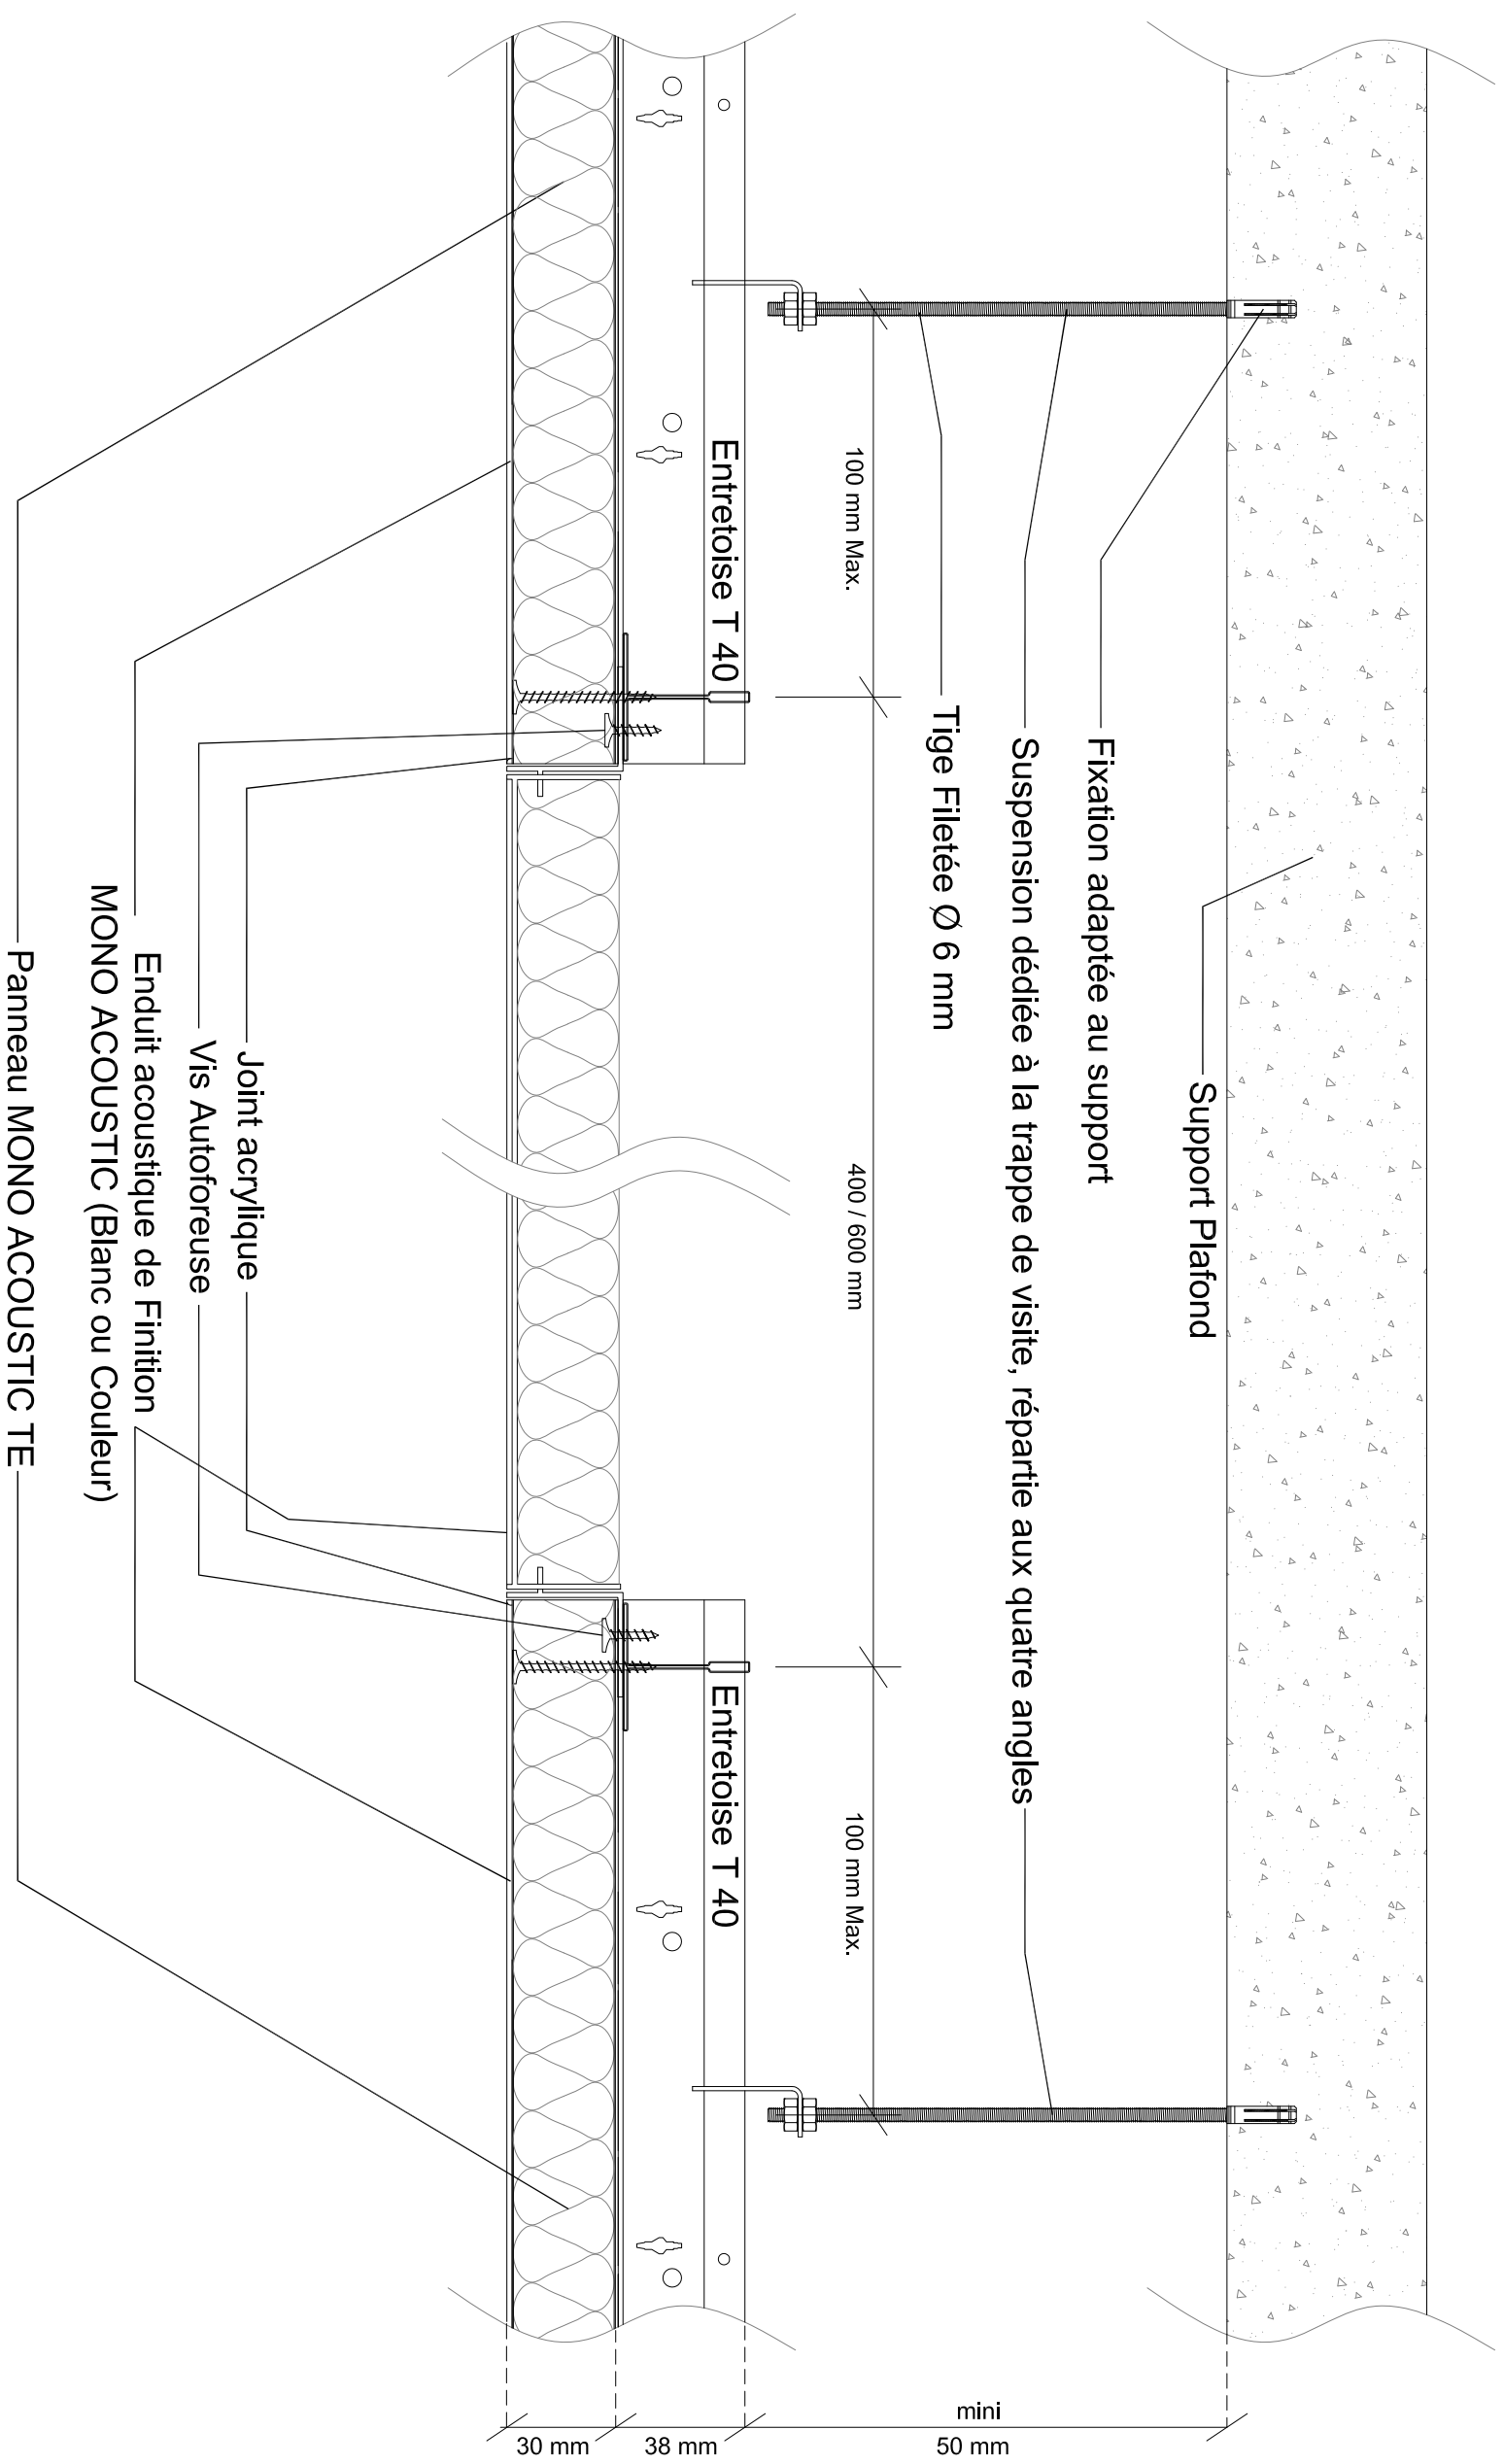 Support Plafond
Fixation adaptée au support
Suspension dédiée à la trappe de visite, répartie aux quatre angles
Tige Filetée Ø 6 mm
100 mm Max.
400 / 600 mm
100 mm Max.
Entretoise T 40
Entretoise T 40
Joint acrylique
Vis Autoforeuse
Enduit acoustique de Finition
MONO ACOUSTIC (Blanc ou Couleur)
Panneau MONO ACOUSTIC TE
mini
50 mm
38 mm
30 mm